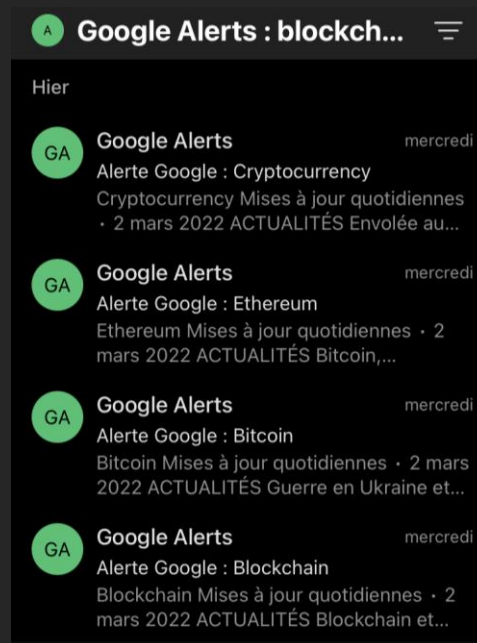 A Google Alerts : blockch...
Hier
GA Google Alerts mercredi
Alerte Google : Cryptocurrency
Cryptocurrency Mises à jour quotidiennes
· 2 mars 2022 ACTUALITÉS Envolée au...
GA Google Alerts mercredi
Alerte Google : Ethereum
Ethereum Mises à jour quotidiennes · 2
mars 2022 ACTUALITÉS Bitcoin,...
GA Google Alerts mercredi
Alerte Google : Bitcoin
Bitcoin Mises à jour quotidiennes · 2 mars
2022 ACTUALITÉS Guerre en Ukraine et...
GA Google Alerts mercredi
Alerte Google : Blockchain
Blockchain Mises à jour quotidiennes · 2
mars 2022 ACTUALITÉS Blockchain et...